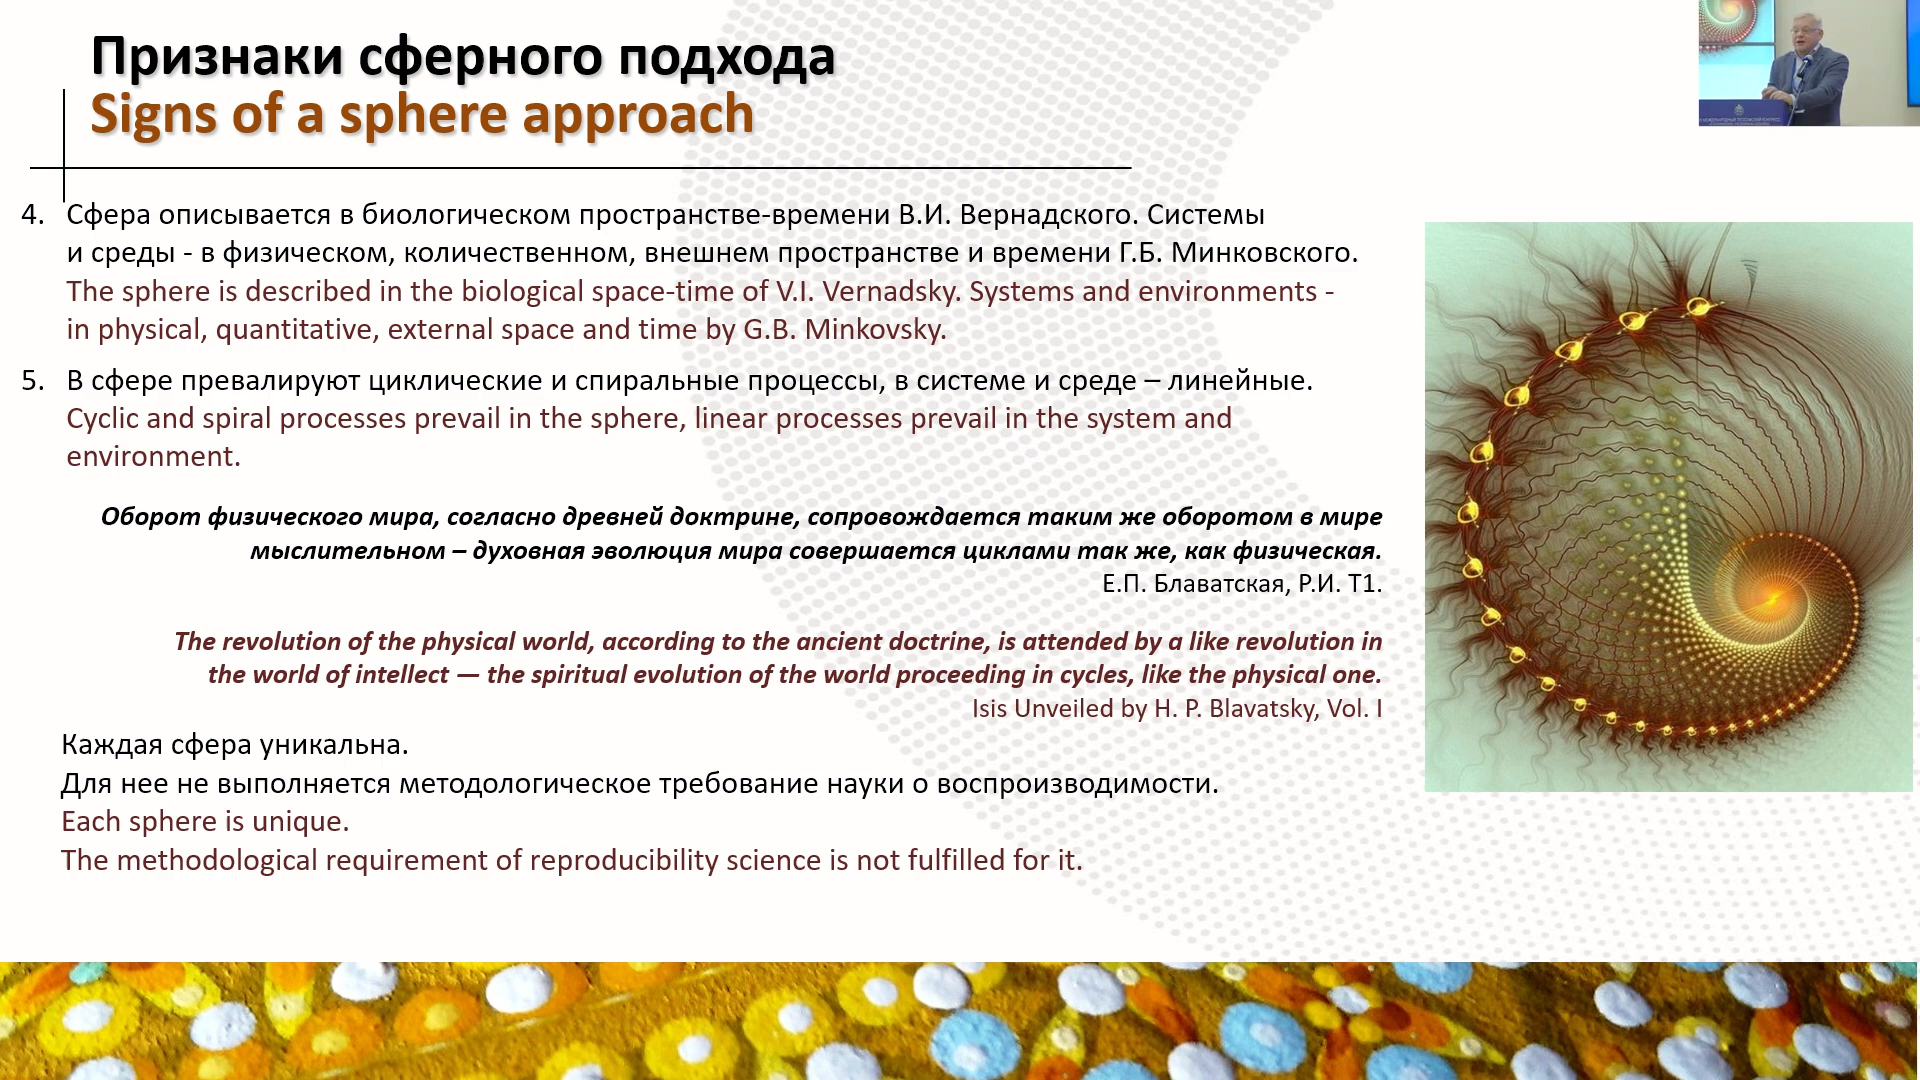 Признаки сферного подхода
Signs of a sphere approach
4. Сфера описывается в биологическом пространстве-времени В.И. Вернадского. Системы
и среды - в физическом, количественном, внешнем пространстве и времени Г.Б. Минковского.
The sphere is described in the biological space-time of V.I. Vernadsky. Systems and environments -
in physical, quantitative, external space and time by G.B. Minkovsky.
5. В сфере превалируют циклические и спиральные процессы, в системе и среде – линейные.
Cyclic and spiral processes prevail in the sphere, linear processes prevail in the system and
environment.
Оборот физического мира, согласно древней доктрине, сопровождается таким же оборотом в мире
мыслительном – духовная эволюция мира совершается циклами так же, как физическая.
Е.П. Блаватская, Р.И. Т1.
The revolution of the physical world, according to the ancient doctrine, is attended by a like revolution in
the world of intellect — the spiritual evolution of the world proceeding in cycles, like the physical one.
Isis Unveiled by H. P. Blavatsky, Vol. I
Каждая сфера уникальна.
Для нее не выполняется методологическое требование науки о воспроизводимости.
Each sphere is unique.
The methodological requirement of reproducibility science is not fulfilled for it.